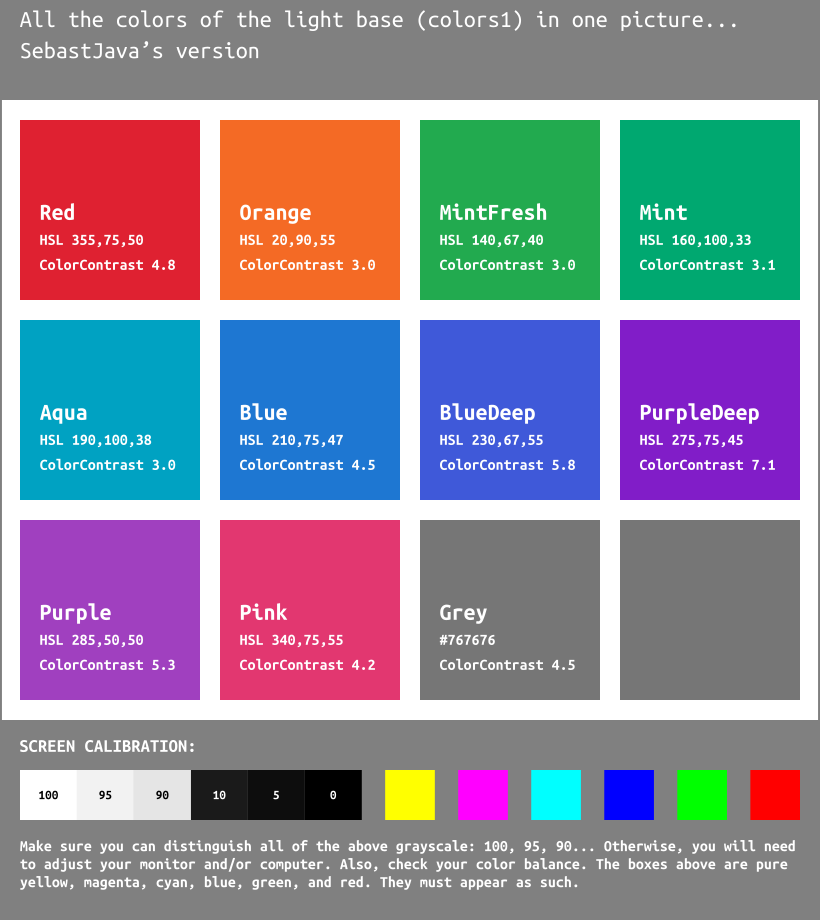 All the colors of the light base (colors1) in one picture...
SebastJava’s version
Red
HSL 355,75,50
ColorContrast 4.8
Orange
HSL 20,90,55
ColorContrast 3.0
MintFresh
HSL 140,67,40
ColorContrast 3.0
Mint
HSL 160,100,33
ColorContrast 3.1
Aqua
HSL 190,100,38
ColorContrast 3.0
Blue
HSL 210,75,47
ColorContrast 4.5
BlueDeep
HSL 230,67,55
ColorContrast 5.8
PurpleDeep
HSL 275,75,45
ColorContrast 7.1
Purple
HSL 285,50,50
ColorContrast 5.3
Pink
HSL 340,75,55
ColorContrast 4.2
Grey
#767676
ColorContrast 4.5
SCREEN CALIBRATION:
100 95 90 10 5 0
Make sure you can distinguish all of the above grayscale: 100, 95, 90... Otherwise, you will need
to adjust your monitor and/or computer. Also, check your color balance. The boxes above are pure
yellow, magenta, cyan, blue, green, and red. They must appear as such.